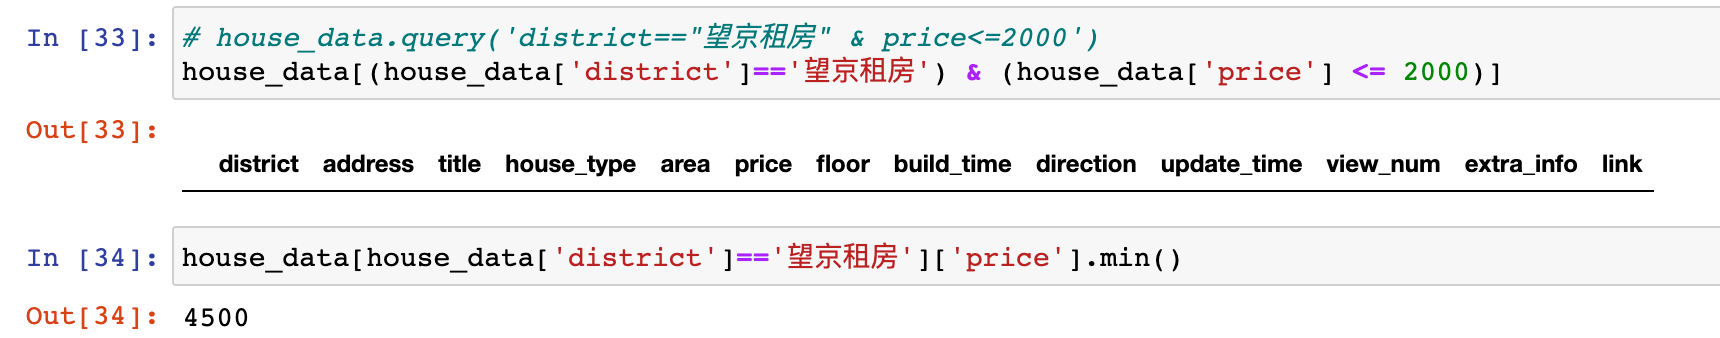 In [33]: # house_data.query('district=="望京租房" & price<=2000')
house_data[(house_data['district']=='望京租房') & (house_data['price'] <= 2000)]
Out[33]:
district address title house_type area price floor build_time direction update_time view_num extra_info link
In [34]: house_data[house_data['district']=='望京租房']['price'].min()
Out[34]: 4500